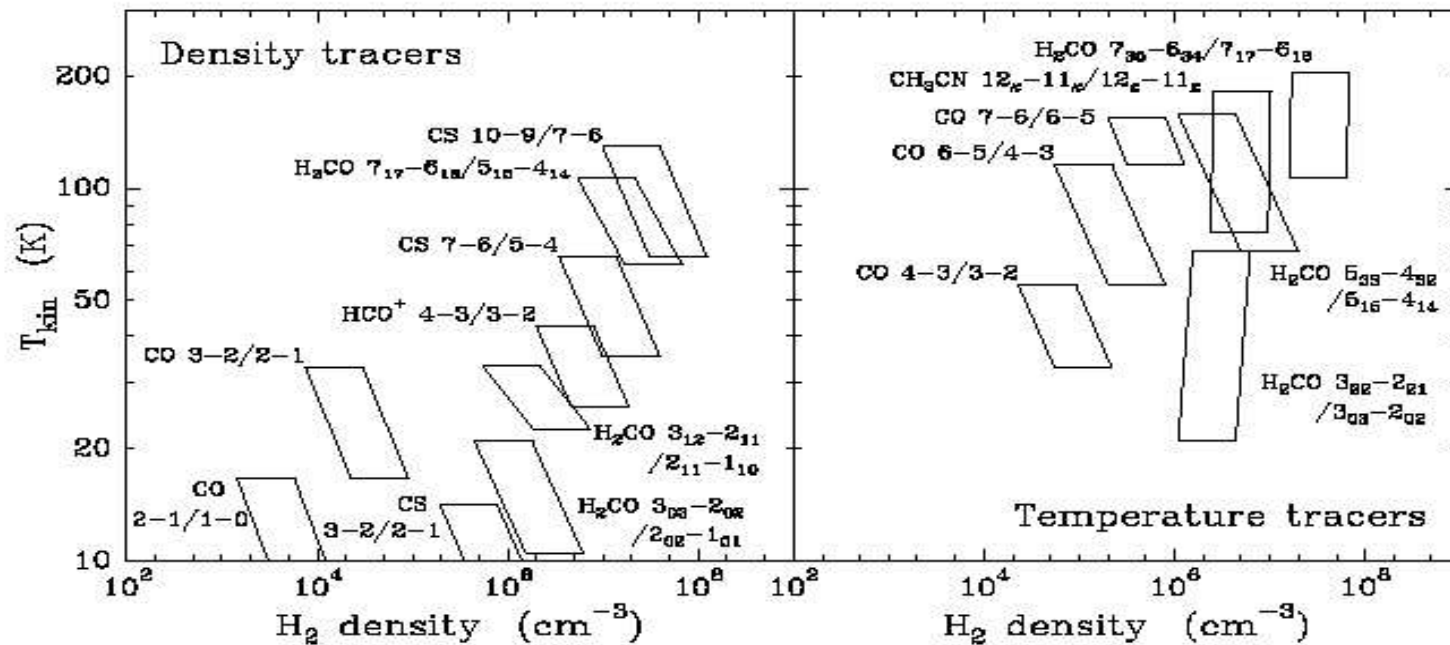 Density tracers
200
100
50
20
10
T_kin (K)
CS 10-9/7-6
H₂CO 7₁₇-6₁₆/5₁₅-4₁₄
CS 7-6/5-4
HCO⁺ 4-3/3-2
CO 3-2/2-1
H₂CO 3₁₂-2₁₁
/2₁₁-1₁₀
CO
2-1/1-0
CS
3-2/2-1
H₂CO 3₀₃-2₀₂
/2₀₂-1₀₁
10² 10⁴ 10⁶ 10⁸
H₂ density (cm⁻³)
H₂CO 7₃₅-6₃₄/7₁₇-6₁₆
CH₃CN 12ₖ-11ₖ/12ₖ-11ₖ
CO 7-6/6-5
CO 6-5/4-3
CO 4-3/3-2
H₂CO 5₃₃-4₃₂
/5₁₅-4₁₄
H₂CO 3₂₂-2₂₁
/3₀₃-2₀₂
Temperature tracers
10² 10⁴ 10⁶ 10⁸
H₂ density (cm⁻³)